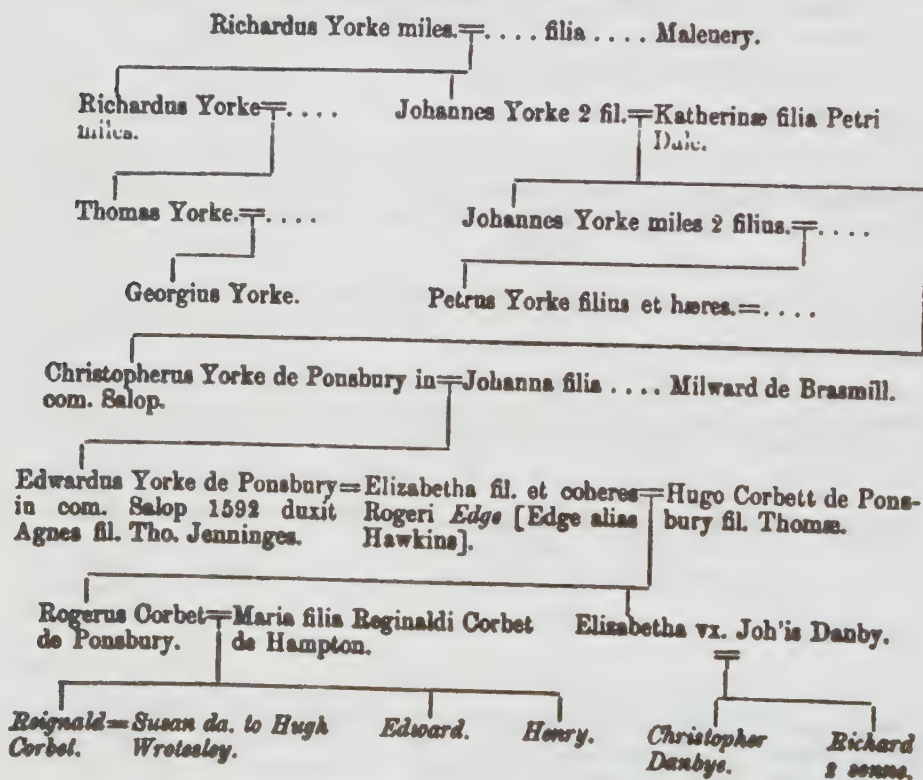 Richardus Yorke miles.= . . . . filia . . . . Malenery.
Richardus Yorke= . . . .
miles.
Johannes Yorke 2 fil.=Katherinæ filia Petri
Dale.
Thomas Yorke.= . . . .
Johannes Yorke miles 2 filius.= . . . .
Georgius Yorke.
Petrus Yorke filius et hæres.= . . . .
Christopherus Yorke de Ponsbury in=Johanna filia . . . . Milward de Brasmill.
com. Salop.
Edwardus Yorke de Ponsbury=Elizabetha fil. et coheres=Hugo Corbett de Pons-
in com. Salop 1592 duxit Rogeri Edge [Edge alias bury fil. Thomæ.
Agnes fil. Tho. Jenninges. Hawkins].
Rogerus Corbet=Maria filia Reginaldi Corbet
de Ponsbury. de Hampton.
Elizabetha vx. Joh'is Danby.
=
Reignald=Susan da. to Hugh
Corbet. Wrotesley.
Edward.
Henry.
Christopher
Danbye.
Richard
2 sonne.